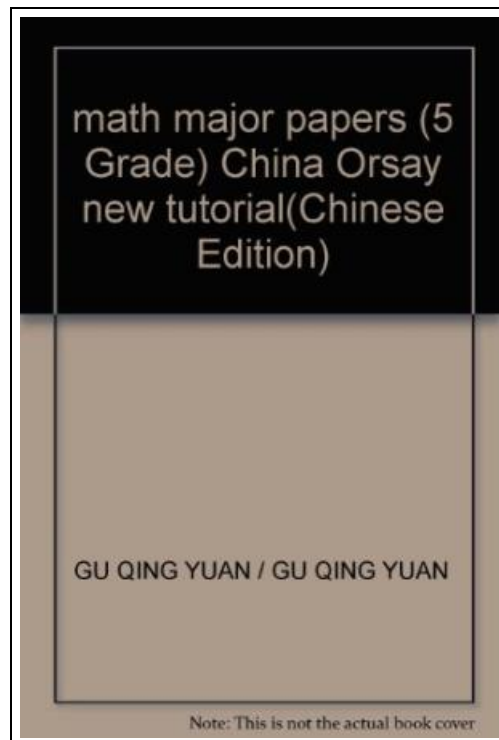 math major papers (5
Grade) China Orsay
new tutorial(Chinese
Edition)
GU QING YUAN / GU QING YUAN
Note: This is not the actual book cover